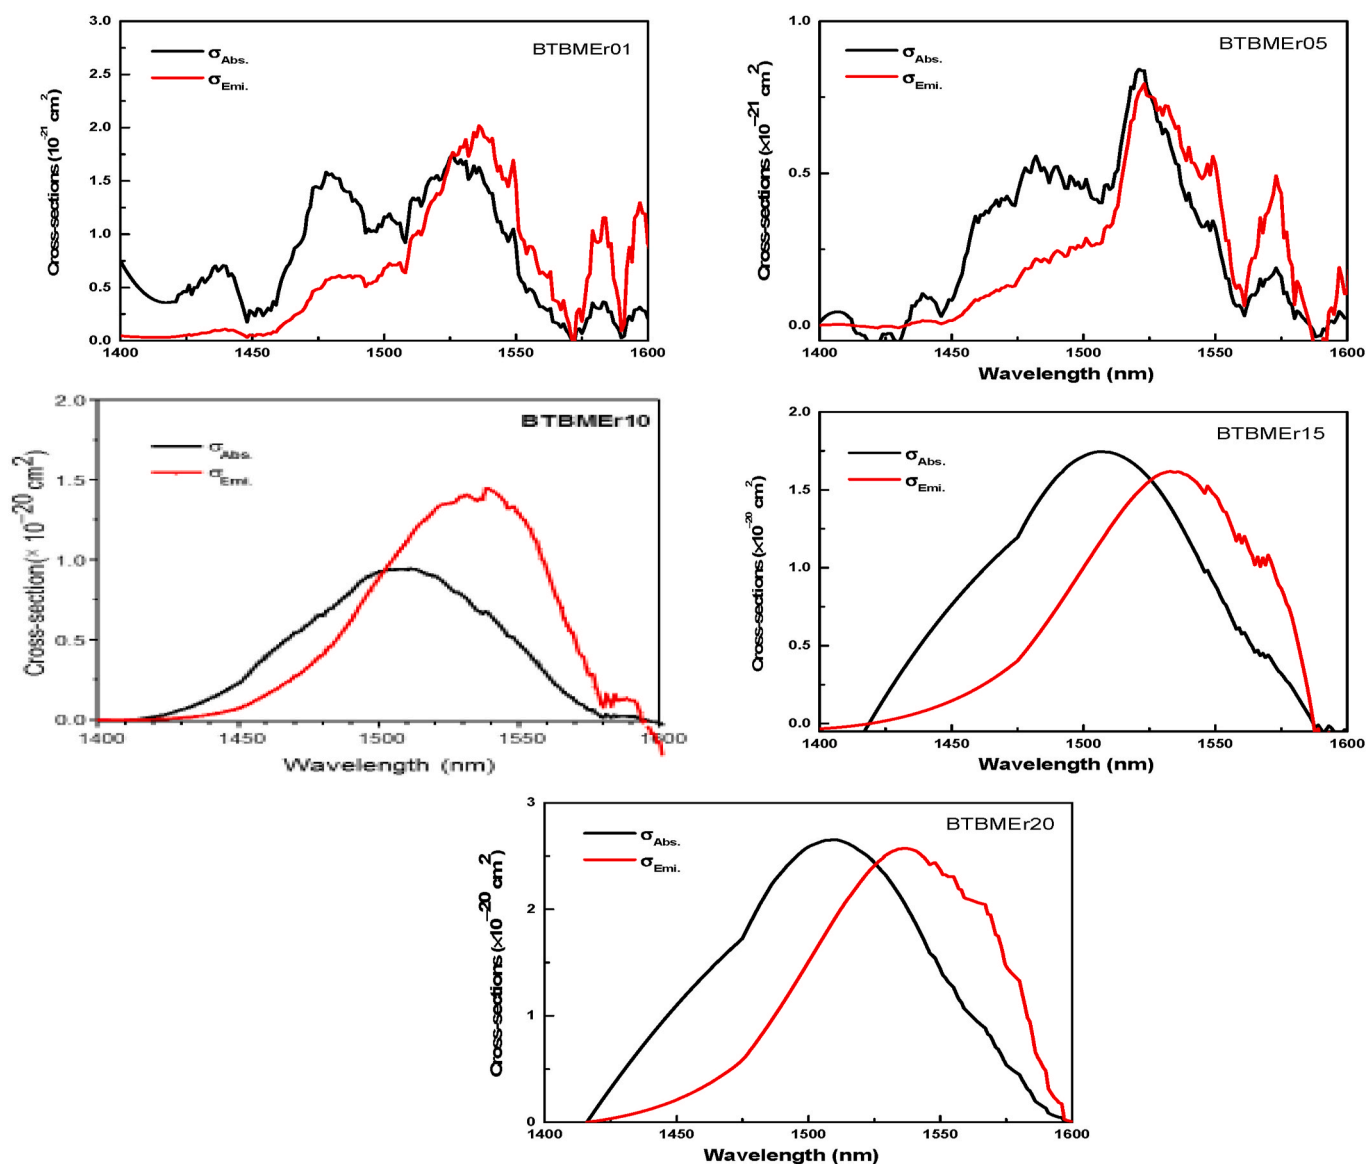 BTBMEr01
σAbs.
σEmi.
Cross-sections (10⁻²¹ cm²)
3.0
2.5
2.0
1.5
1.0
0.5
0.0
1400 1450 1500 1550 1600
BTBMEr05
σAbs.
σEmi.
Cross-sections (×10⁻²¹ cm²)
1.0
0.5
0.0
1400 1450 1500 1550 1600
Wavelength (nm)
BTBMEr10
σAbs.
σEmi.
Cross-section(× 10⁻²⁰ cm²)
2.0
1.5
1.0
0.5
0.0
1400 1450 1500 1550 1600
Wavelength (nm)
BTBMEr15
σAbs.
σEmi.
Cross-sections (×10⁻²⁰ cm²)
2.0
1.5
1.0
0.5
0.0
1400 1450 1500 1550 1600
Wavelength (nm)
BTBMEr20
σAbs.
σEmi.
Cross-sections (×10⁻²⁰ cm²)
3
2
1
0
1400 1450 1500 1550 1600
Wavelength (nm)